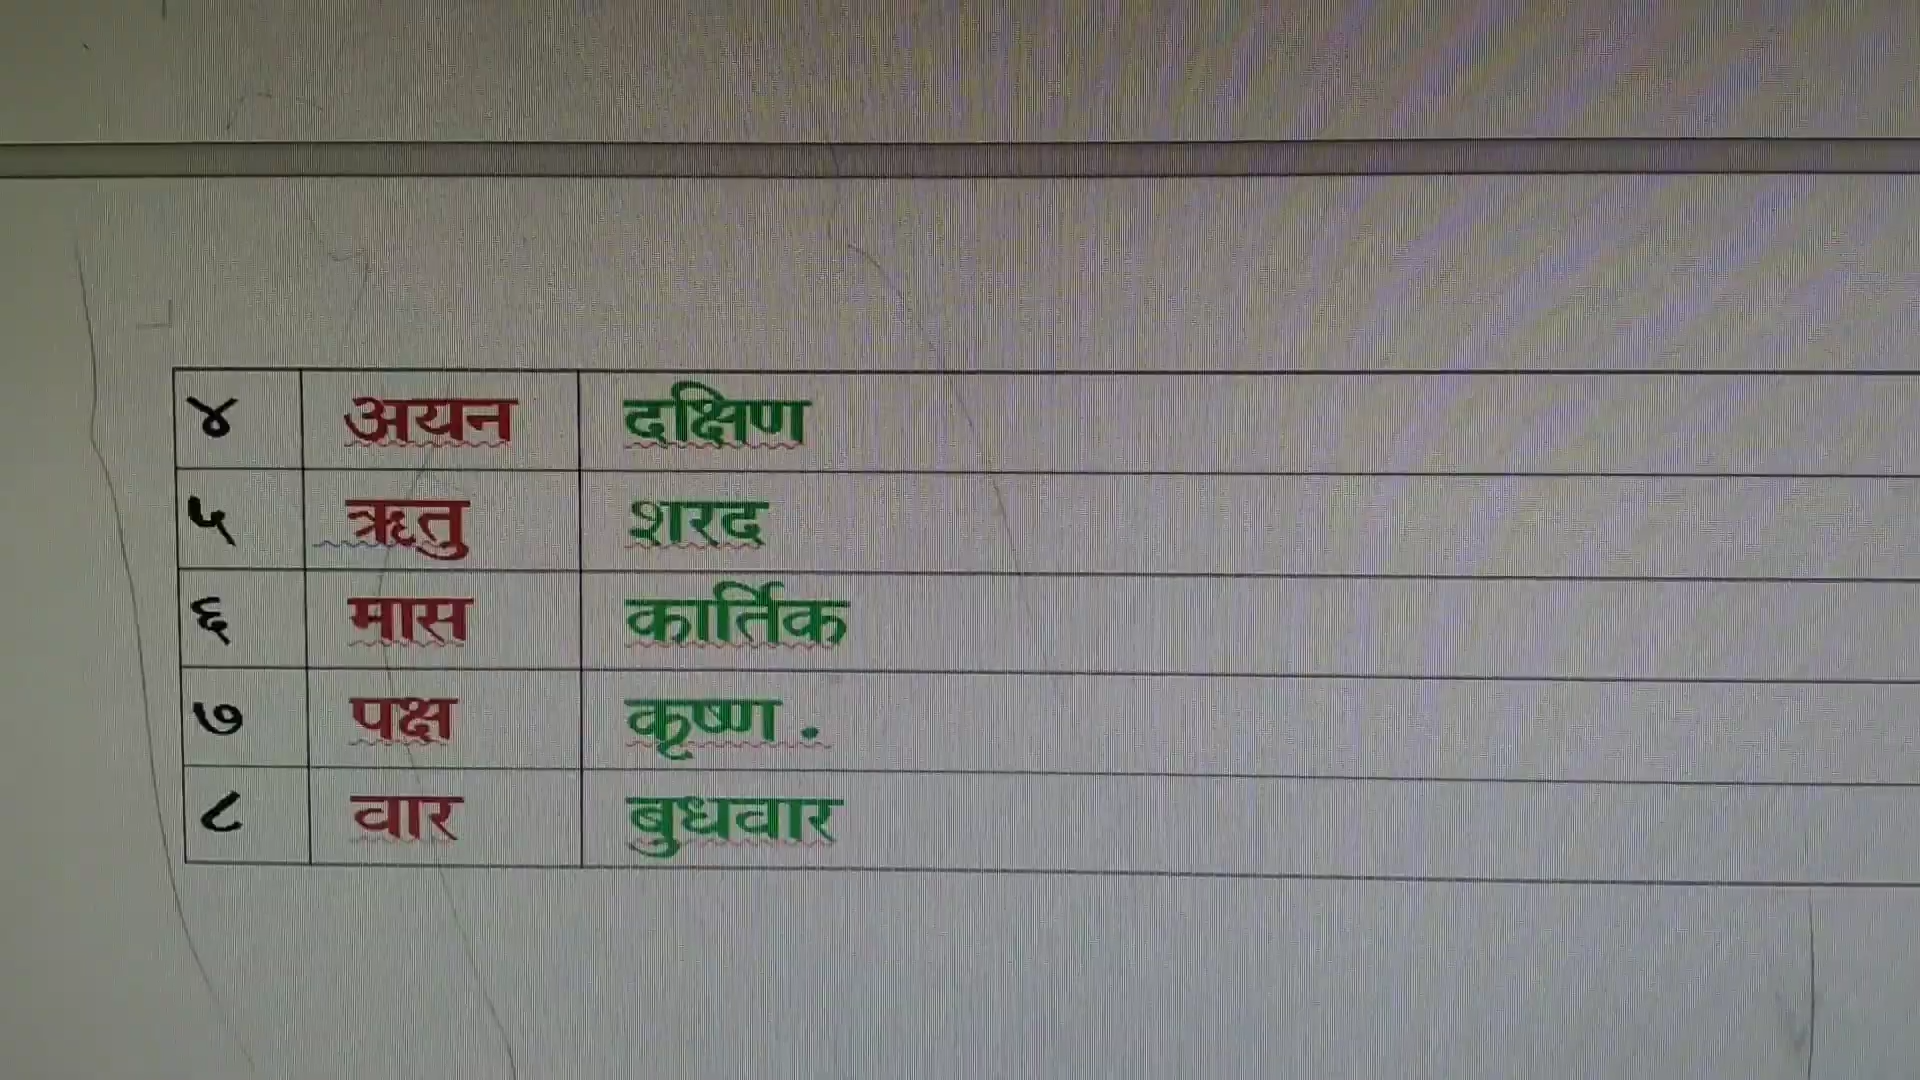 ४ अयन दक्षिण
५ ऋतु शरद
६ मास कार्तिक
७ पक्ष कृष्ण .
८ वार बुधवार